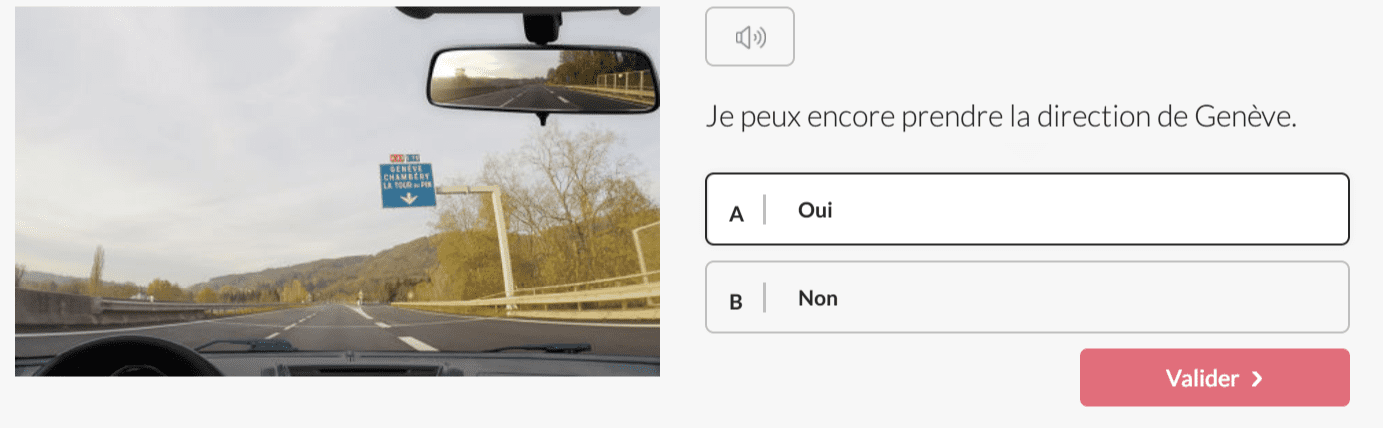 GENÈVE
CHAMBÉRY
LA TOUR DU PIN
Je peux encore prendre la direction de Genève.
A
Oui
B
Non
Valider